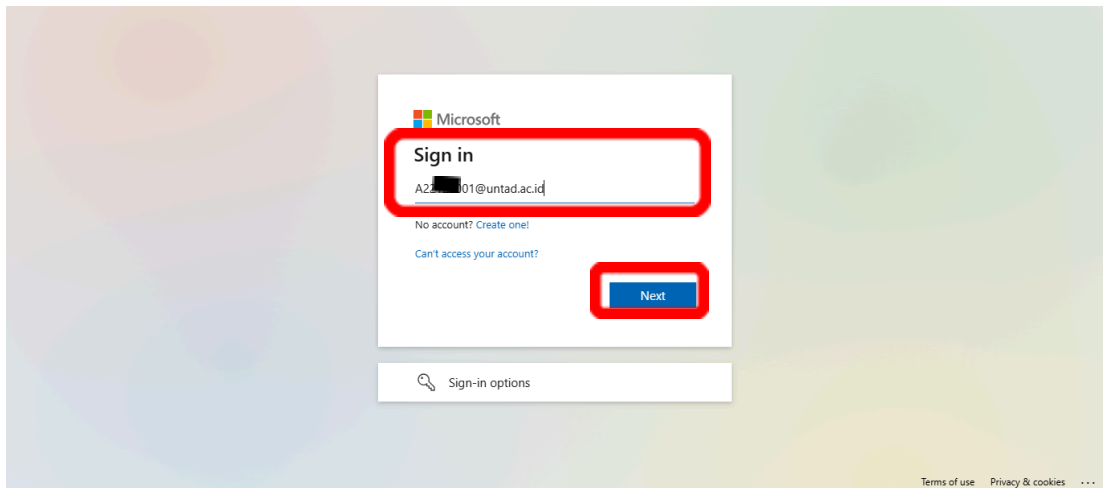 Microsoft
Sign in
A22 001@untad.ac.id
No account? Create one!
Can't access your account?
Next
Sign-in options
Terms of use Privacy & cookies ...